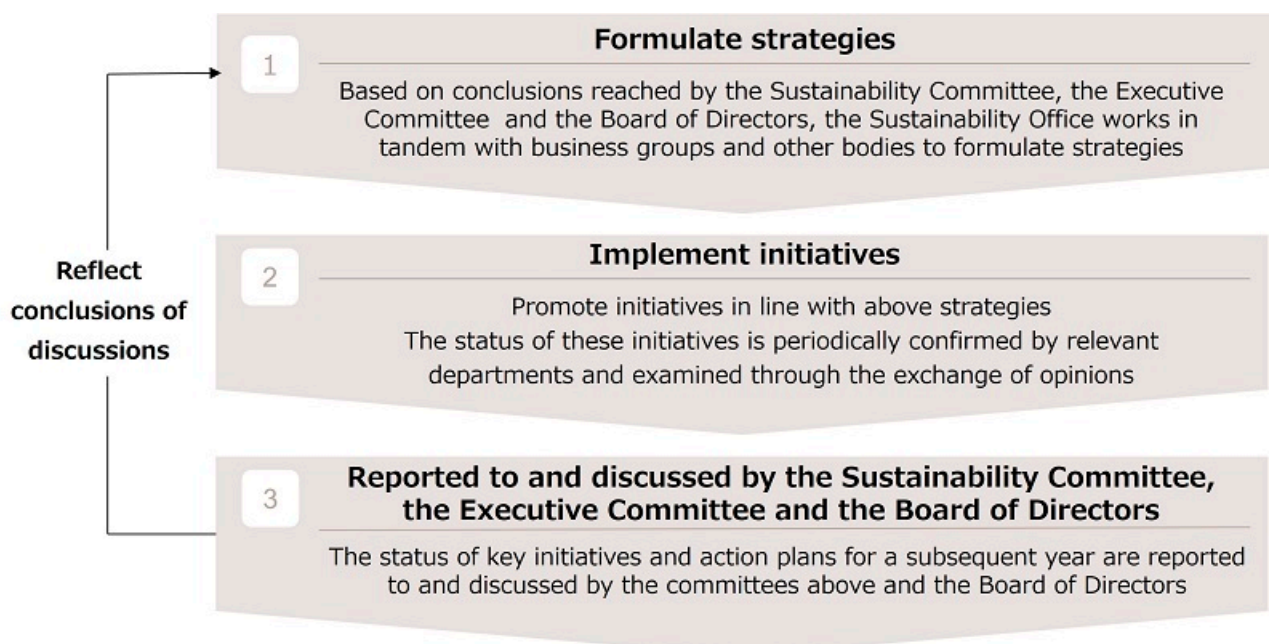 1
Formulate strategies
Based on conclusions reached by the Sustainability Committee, the Executive
Committee and the Board of Directors, the Sustainability Office works in
tandem with business groups and other bodies to formulate strategies
Reflect
conclusions of
discussions
2
Implement initiatives
Promote initiatives in line with above strategies
The status of these initiatives is periodically confirmed by relevant
departments and examined through the exchange of opinions
3
Reported to and discussed by the Sustainability Committee,
the Executive Committee and the Board of Directors
The status of key initiatives and action plans for a subsequent year are reported
to and discussed by the committees above and the Board of Directors